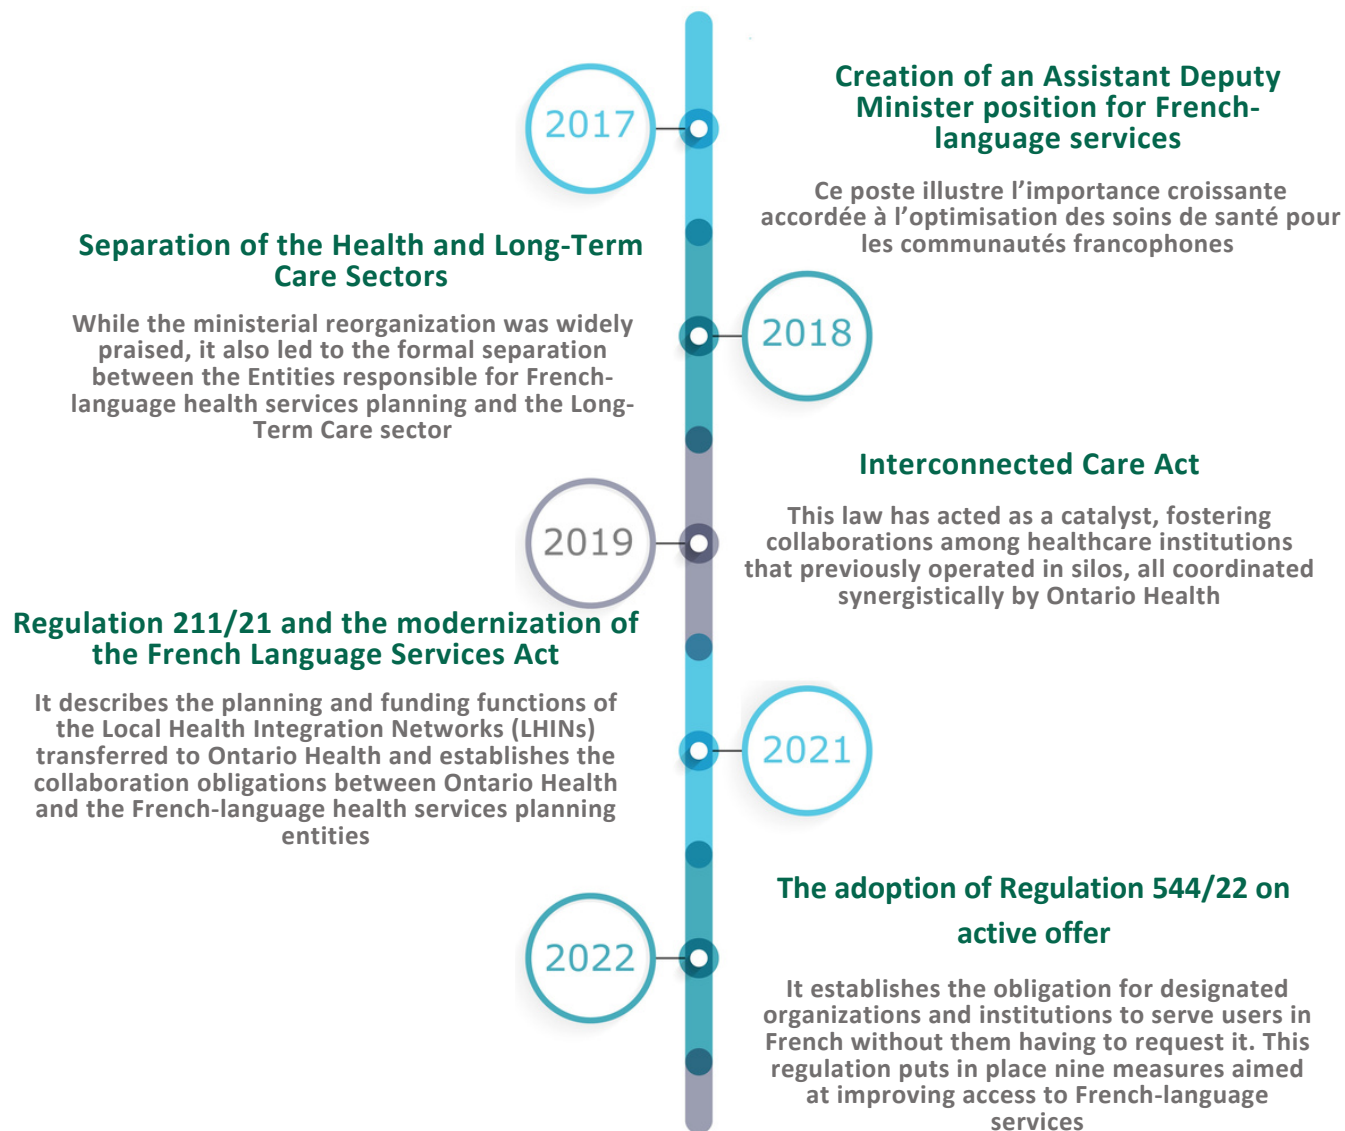 2017
Creation of an Assistant Deputy
Minister position for French-
language services
Ce poste illustre l’importance croissante
accordée à l’optimisation des soins de santé pour
les communautés francophones
2018
Separation of the Health and Long-Term
Care Sectors
While the ministerial reorganization was widely
praised, it also led to the formal separation
between the Entities responsible for French-
language health services planning and the Long-
Term Care sector
2019
Interconnected Care Act
This law has acted as a catalyst, fostering
collaborations among healthcare institutions
that previously operated in silos, all coordinated
synergistically by Ontario Health
2021
Regulation 211/21 and the modernization of
the French Language Services Act
It describes the planning and funding functions of
the Local Health Integration Networks (LHINs)
transferred to Ontario Health and establishes the
collaboration obligations between Ontario Health
and the French-language health services planning
entities
2022
The adoption of Regulation 544/22 on
active offer
It establishes the obligation for designated
organizations and institutions to serve users in
French without them having to request it. This
regulation puts in place nine measures aimed
at improving access to French-language
services